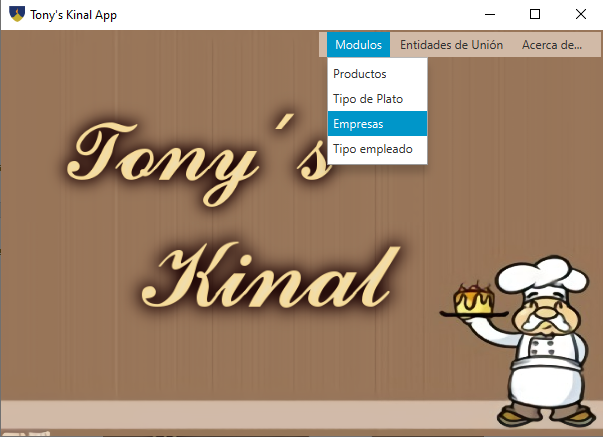 Tony's Kinal App
Modulos Entidades de Unión Acerca de...
Productos
Tipo de Plato
Empresas
Tipo empleado
Tony´s
Kinal